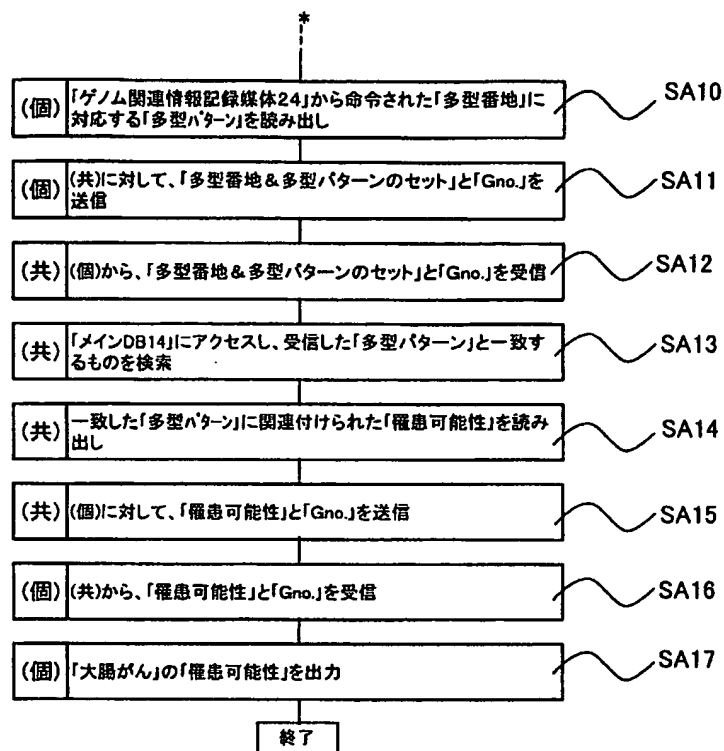 *
(個) 「ゲノム関連情報記録媒体24」から命令された「多型番地」に SA10
対応する「多型パターン」を読み出し
(個) (共)に対して、「多型番地&多型パターンのセット」と「Gno.」を SA11
送信
(共) (個)から、「多型番地&多型パターンのセット」と「Gno.」を受信 SA12
(共) 「メインDB14」にアクセスし、受信した「多型パターン」と一致す SA13
るものを検索
(共) 一致した「多型パターン」に関連付けられた「罹患可能性」を読み SA14
出し
(共) (個)に対して、「罹患可能性」と「Gno.」を送信 SA15
(個) (共)から、「罹患可能性」と「Gno.」を受信 SA16
(個) 「大腸がん」の「罹患可能性」を出力 SA17
終了